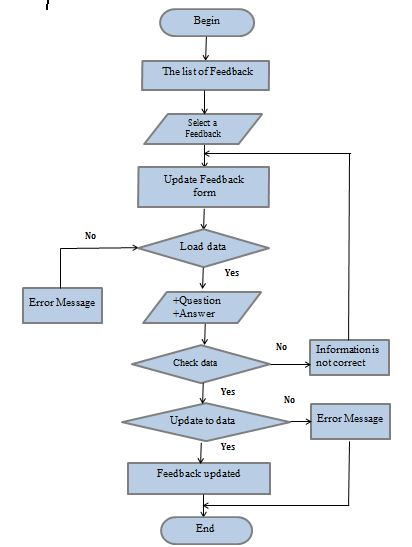 Begin
The list of Feedback
Select a
Feedback
Update Feedback
form
No
Load data
Yes
Error Message
+Question
+Answer
No
Information is
not correct
Check data
Yes
No
Update to data
Error Message
Yes
Feedback updated
End